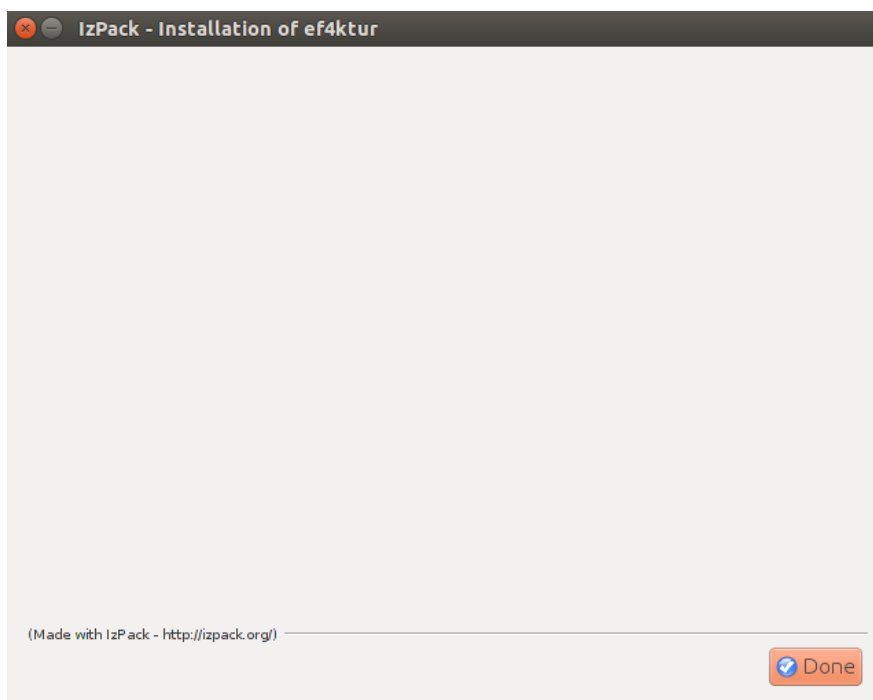 IzPack - Installation of ef4ktur
(Made with IzPack - http://izpack.org/)
Done